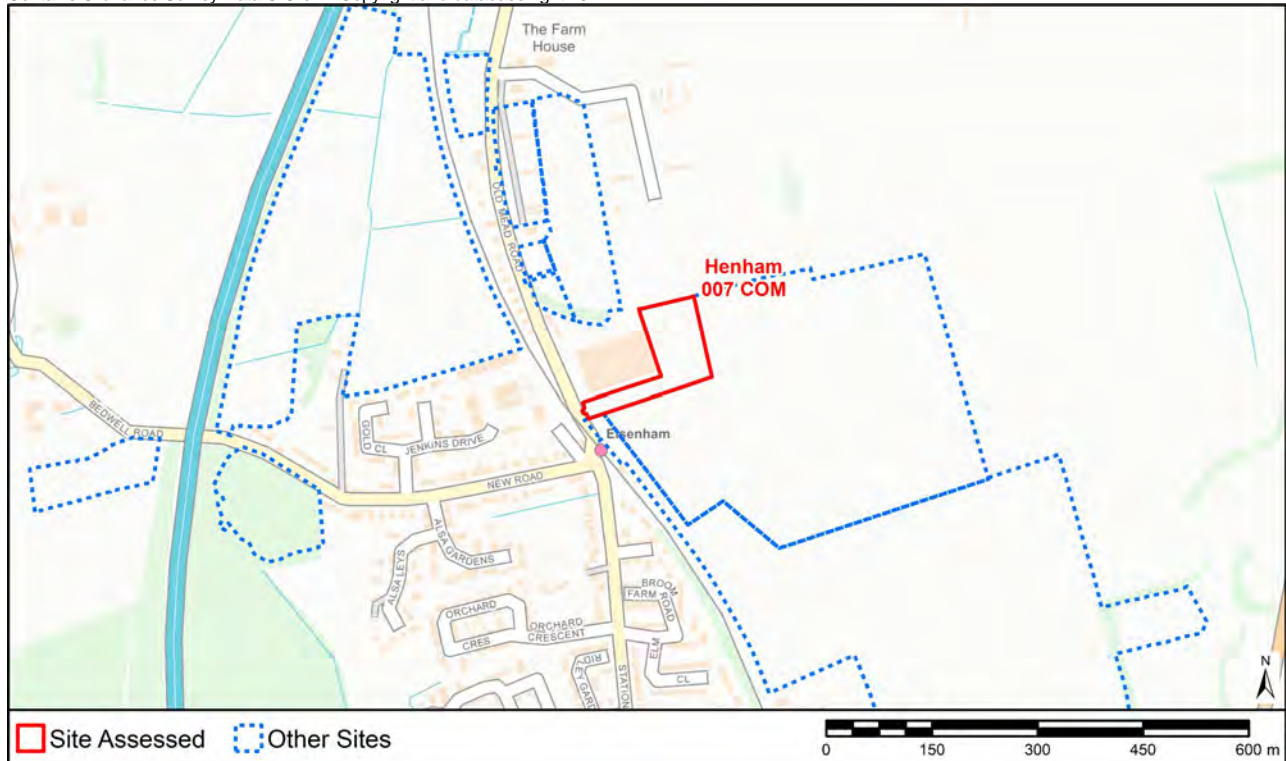 The Farm
House
OLD MEAD ROAD
Henham
007 COM
BEDWELL ROAD
GOLD
CL
JENKINS DRIVE
Elsenham
NEW ROAD
ALSA GARDENS
ALSA LEYS
BROOM
FARM
ROAD
ORCHARD
CRES
ORCHARD
CRESCENT
ELM
CL
STATION
N
Site Assessed
Other Sites
0 150 300 450 600 m